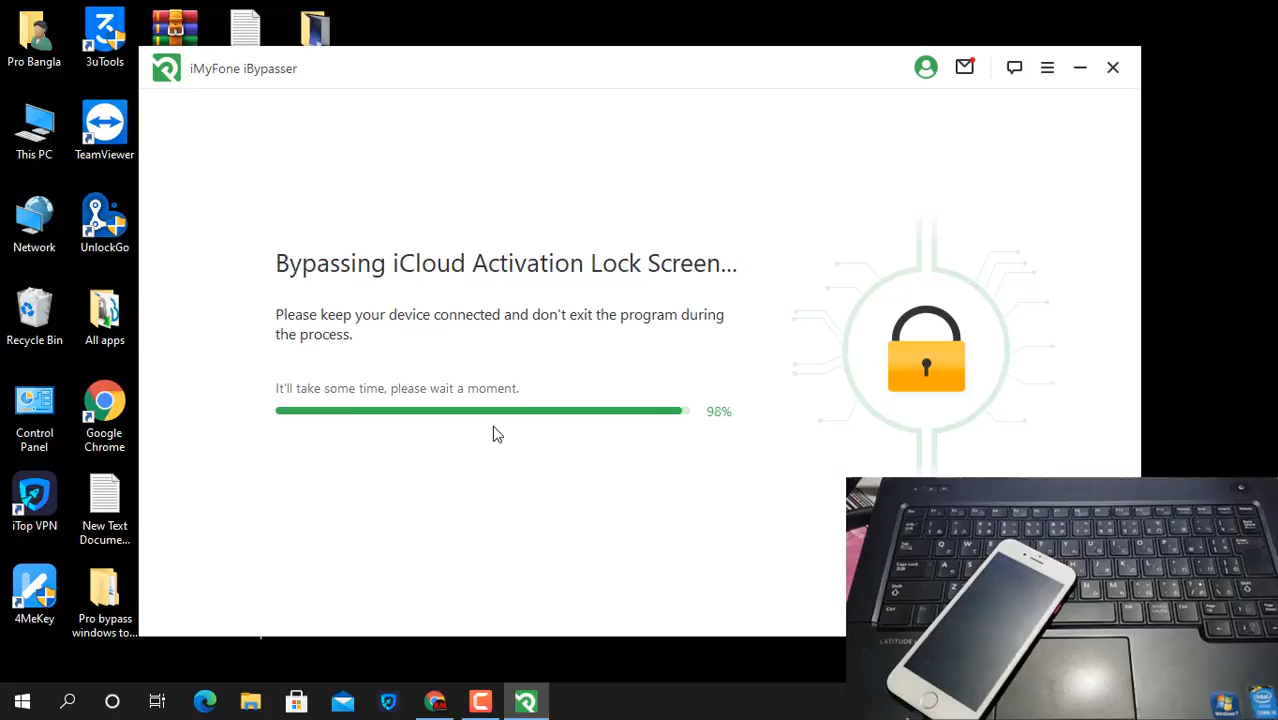 Pro Bangla
3uTools
This PC
TeamViewer
Network
UnlockGo
Recycle Bin
All apps
Control
Panel
Google
Chrome
iTop VPN
New Text
Docume...
4MeKey
Pro bypass
windows to...
iMyFone iBypasser
Bypassing iCloud Activation Lock Screen...
Please keep your device connected and don't exit the program during
the process.
It'll take some time, please wait a moment.
98%
LATITUDE